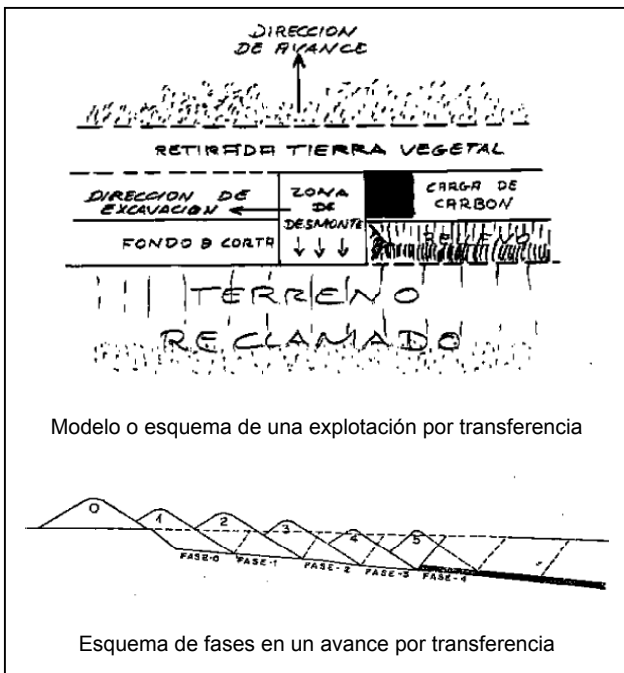 DIRECCION
DE AVANCE
RETIRADA TIERRA VEGETAL
DIRECCION DE
EXCAVACION
ZONA
DE
DESMONTE
CARGA DE
CARBON
FONDO D CORTA
RELLENO
TERRENO
RECLAMADO
Modelo o esquema de una explotación por transferencia
0
1
2
3
4
5
FASE-0
FASE-1
FASE-2
FASE-3
FASE-4
Esquema de fases en un avance por transferencia